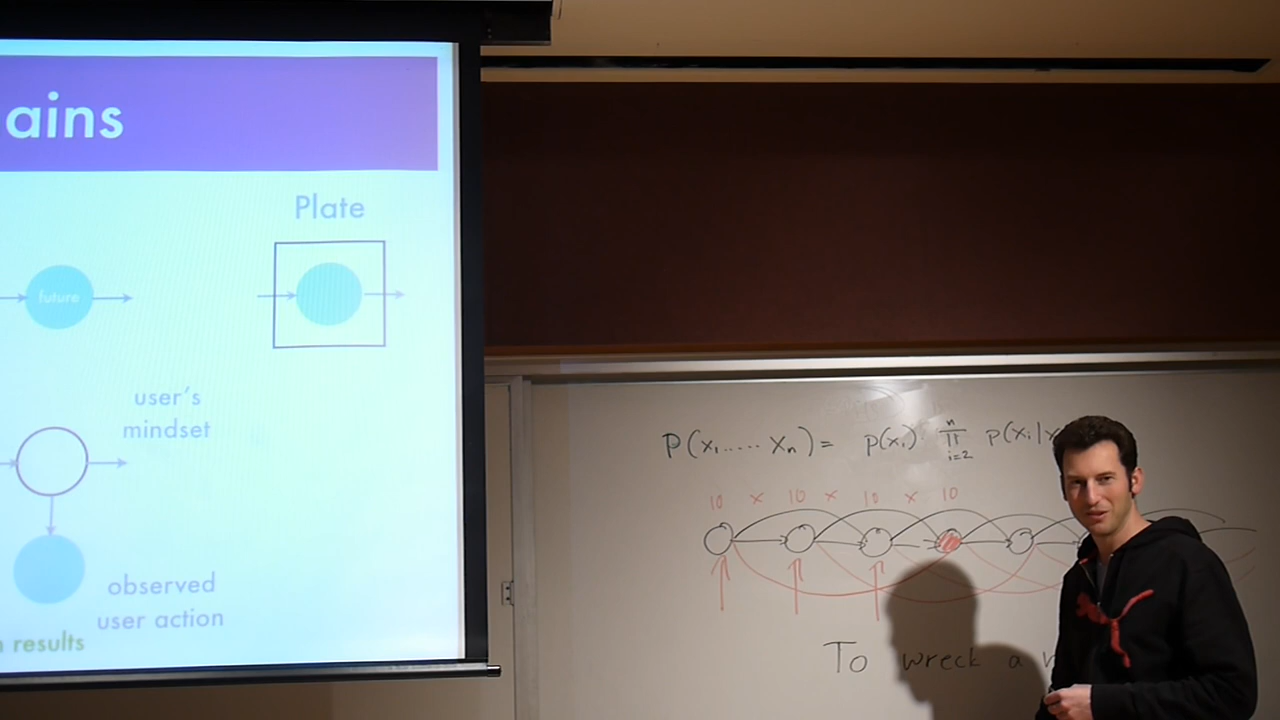 ains
Plate
future
user's
mindset
observed
user action
results
P(x₁..... xₙ) = p(x₁) n∏i=2 p(xᵢ|x
10 × 10 × 10 × 10
To wreck a